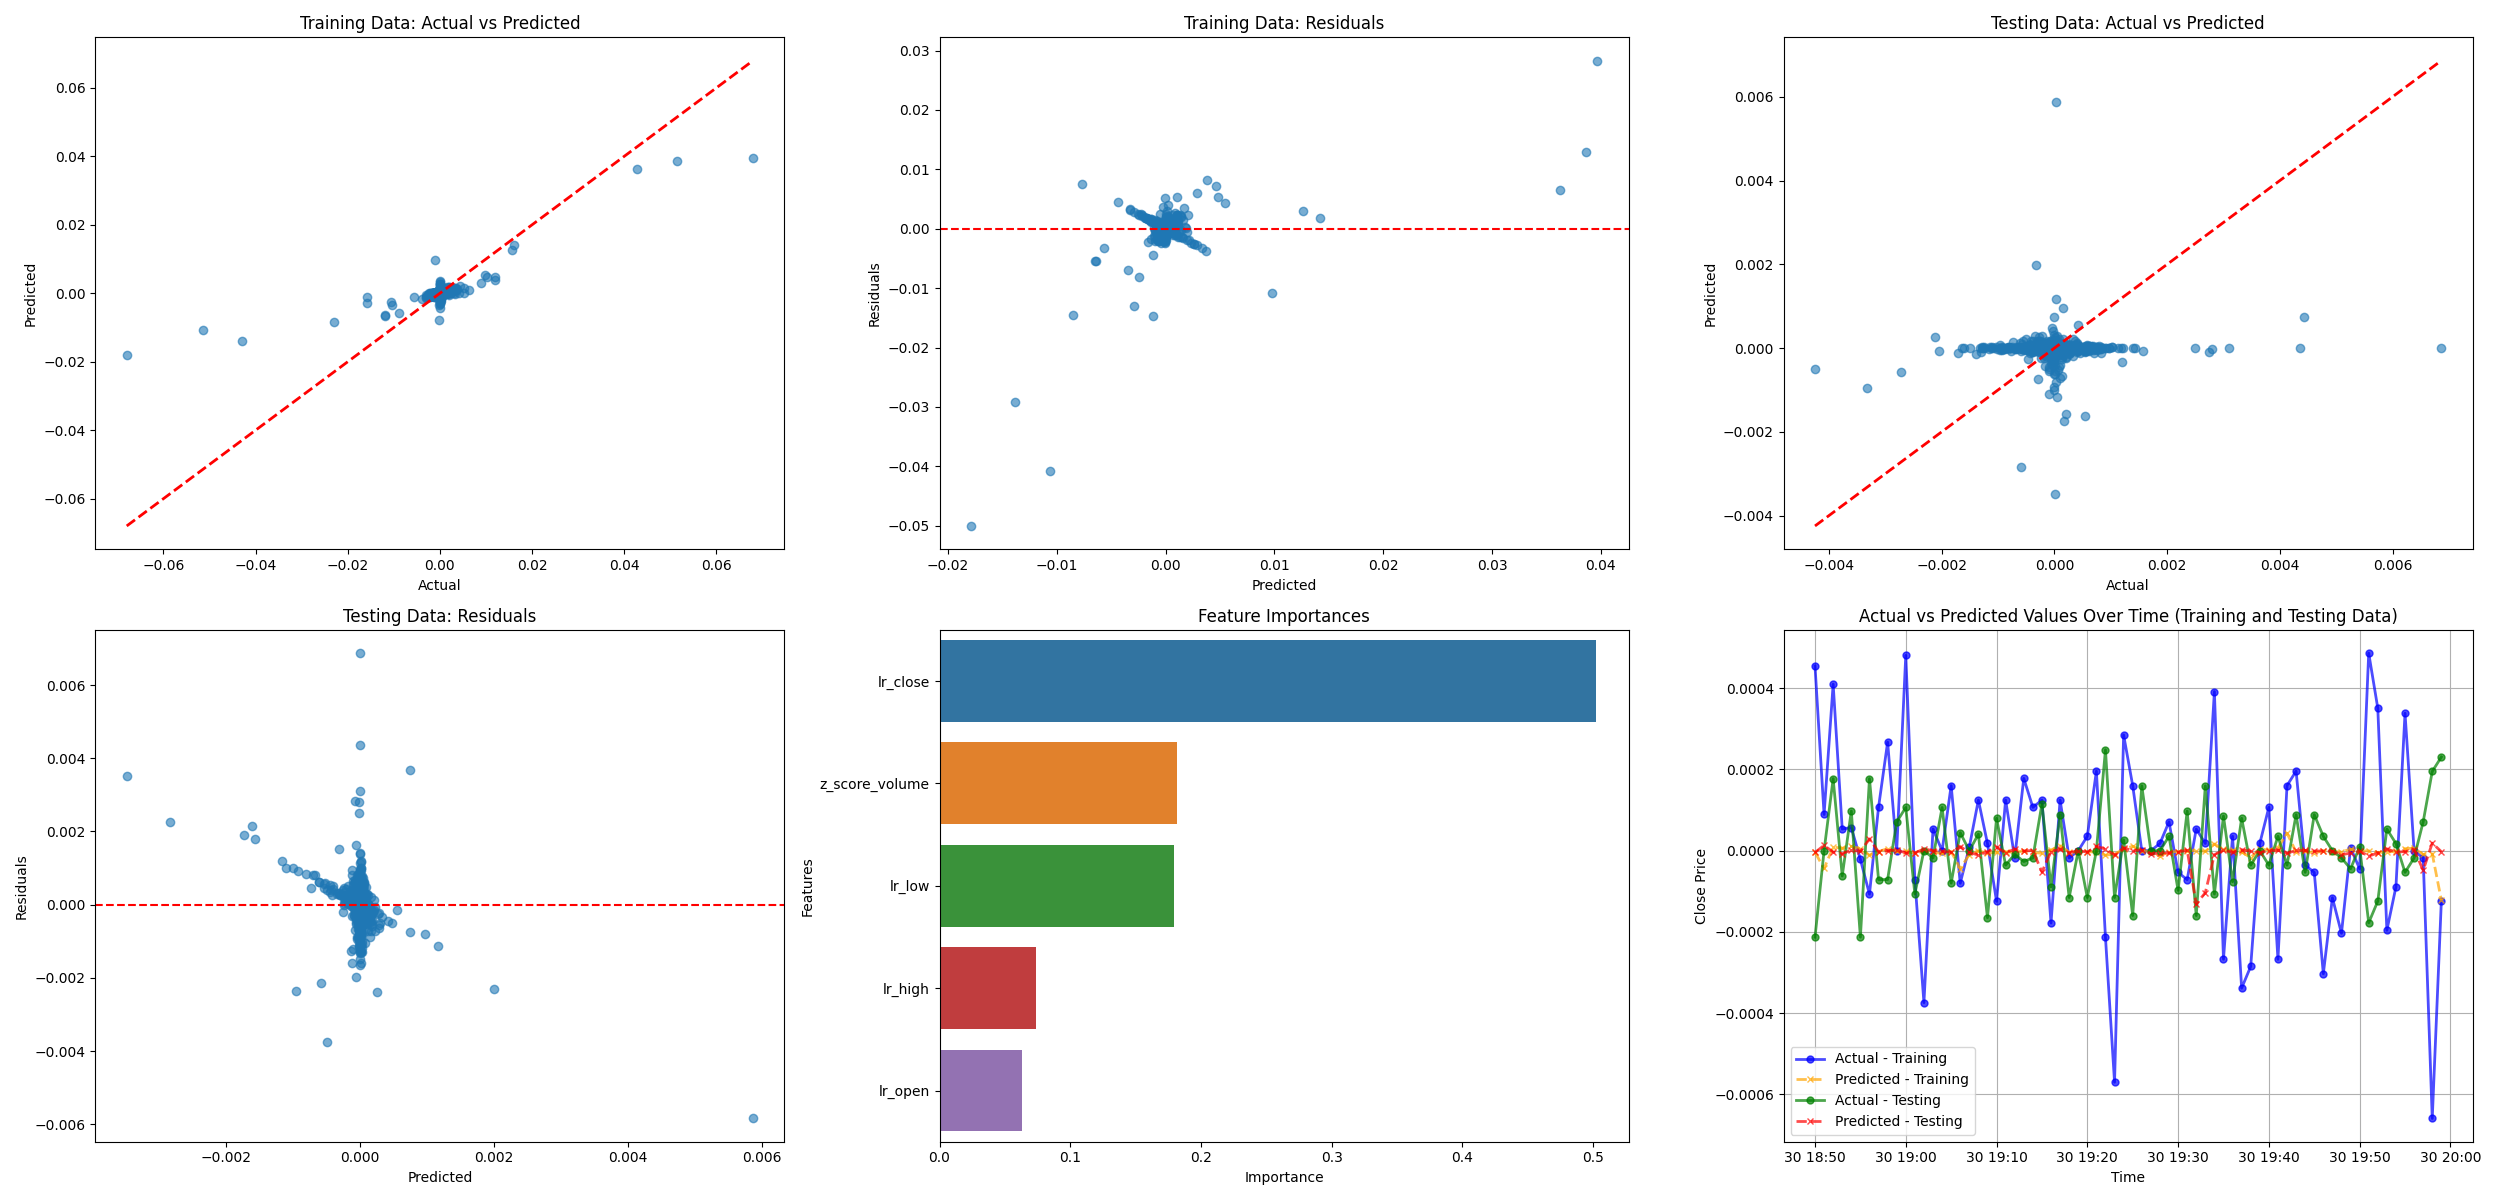 Training Data: Actual vs Predicted
Predicted
0.06
0.04
0.02
0.00
−0.02
−0.04
−0.06
−0.06
−0.04
−0.02
0.00
0.02
0.04
0.06
Actual
Training Data: Residuals
Residuals
0.03
0.02
0.01
0.00
−0.01
−0.02
−0.03
−0.04
−0.05
−0.02
−0.01
0.00
0.01
0.02
0.03
0.04
Predicted
Testing Data: Actual vs Predicted
Predicted
0.006
0.004
0.002
0.000
−0.002
−0.004
−0.004
−0.002
0.000
0.002
0.004
0.006
Actual
Testing Data: Residuals
Residuals
0.006
0.004
0.002
0.000
−0.002
−0.004
−0.006
−0.002
0.000
0.002
0.004
0.006
Predicted
Feature Importances
Features
lr_close
z_score_volume
lr_low
lr_high
lr_open
0.0
0.1
0.2
0.3
0.4
0.5
Importance
Actual vs Predicted Values Over Time (Training and Testing Data)
Close Price
0.0004
0.0002
0.0000
−0.0002
−0.0004
−0.0006
Actual - Training
Predicted - Training
Actual - Testing
Predicted - Testing
30 18:50
30 19:00
30 19:10
30 19:20
30 19:30
30 19:40
30 19:50
30 20:00
Time